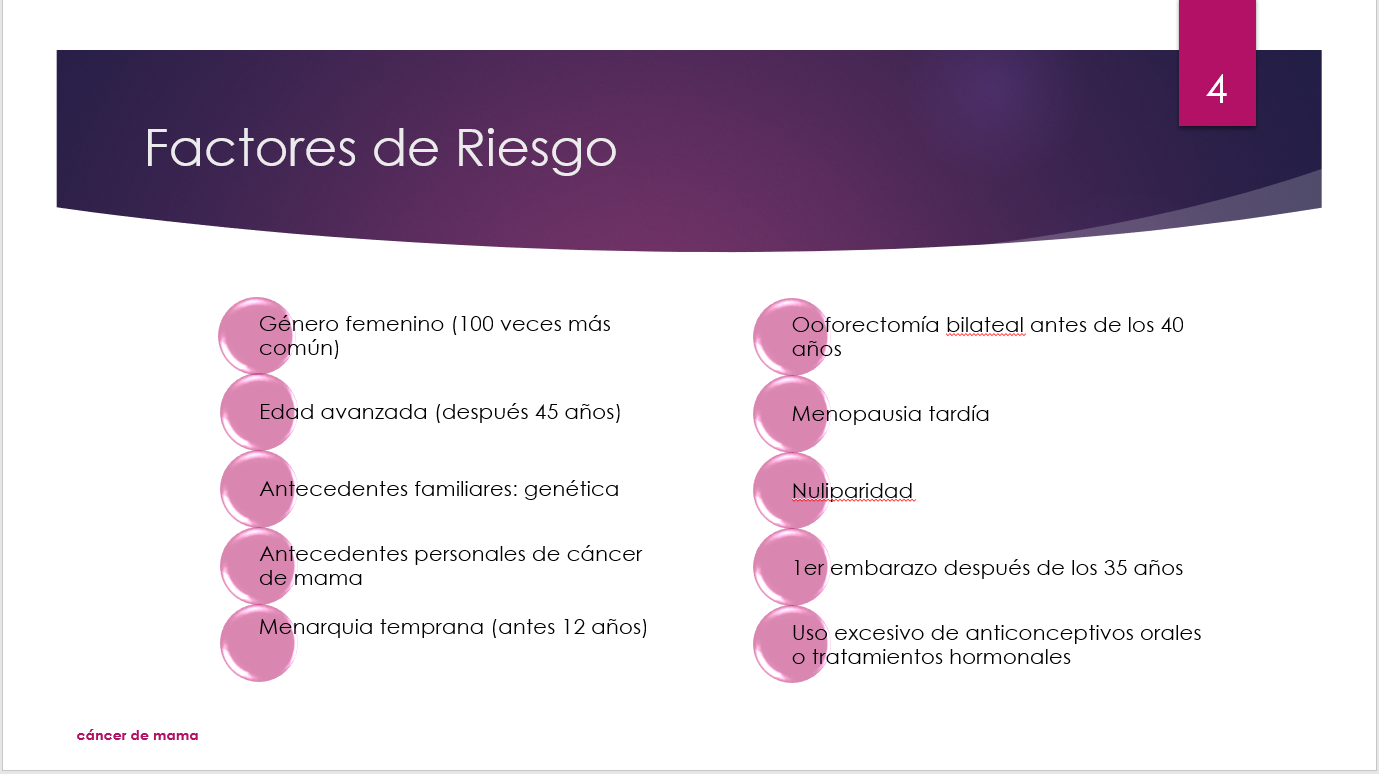 4
Factores de Riesgo
Género femenino (100 veces más
común)
Edad avanzada (después 45 años)
Antecedentes familiares: genética
Antecedentes personales de cáncer
de mama
Menarquia temprana (antes 12 años)
Ooforectomía bilateal antes de los 40
años
Menopausia tardía
Nuliparidad
1er embarazo después de los 35 años
Uso excesivo de anticonceptivos orales
o tratamientos hormonales
cáncer de mama